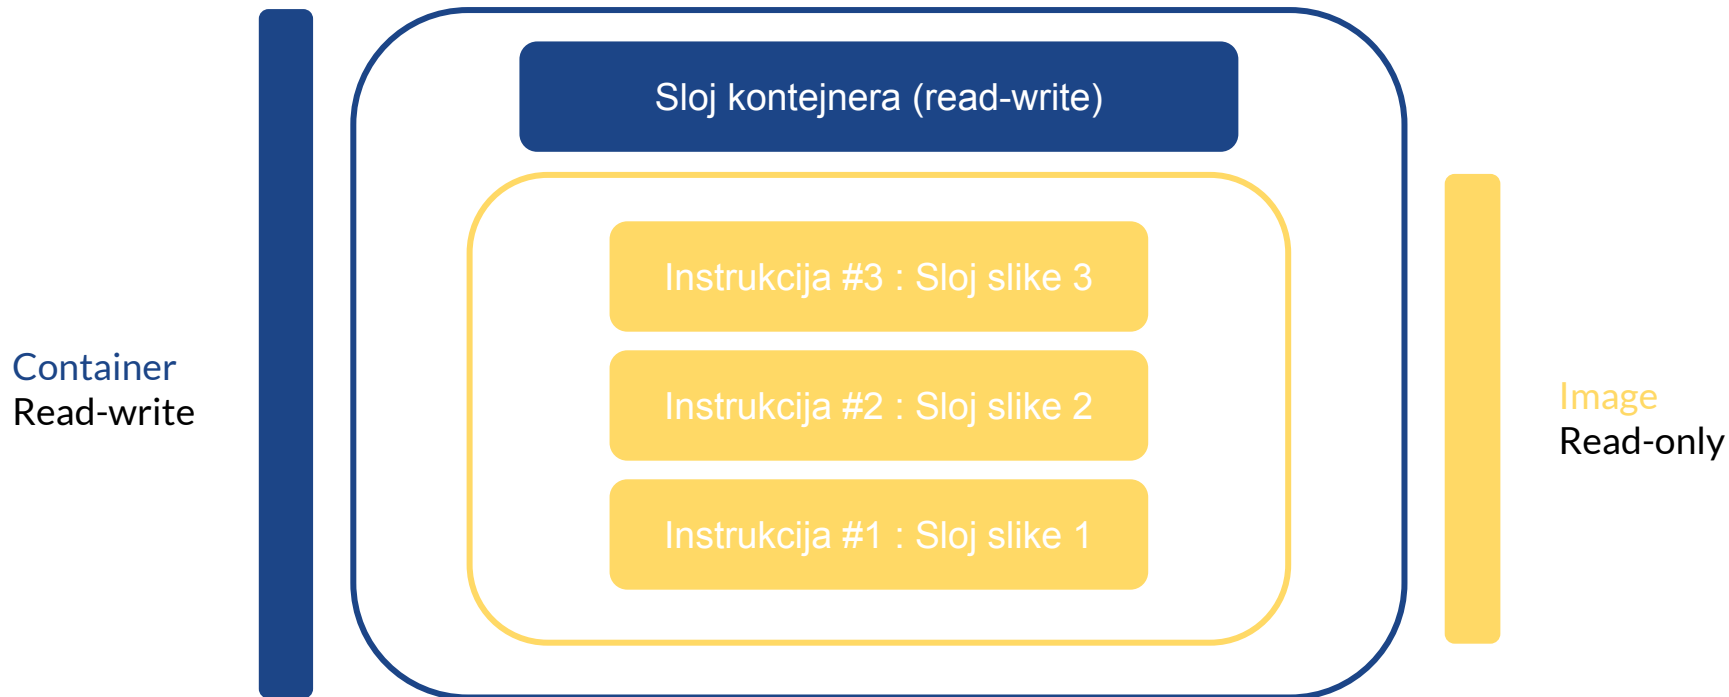 Sloj kontejnera (read-write)
Instrukcija #3 : Sloj slike 3
Instrukcija #2 : Sloj slike 2
Instrukcija #1 : Sloj slike 1
Container
Read-write
Image
Read-only